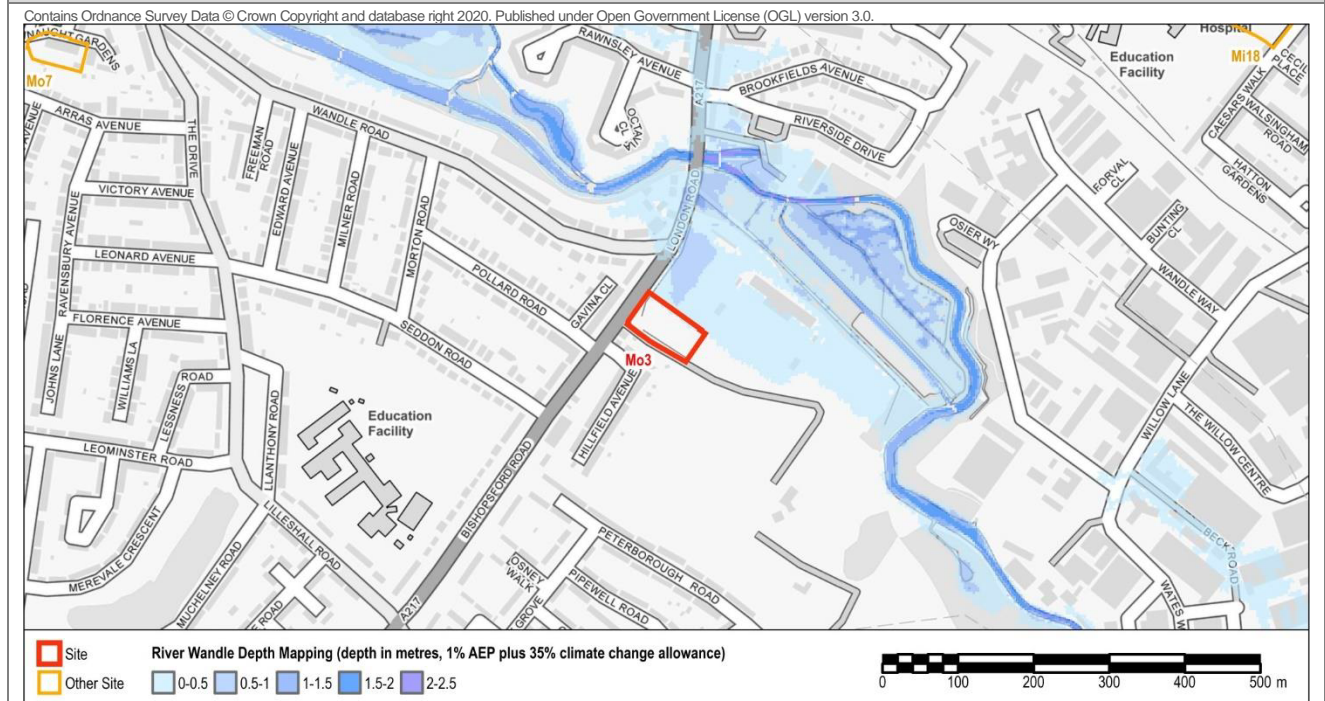 Contains Ordnance Survey Data © Crown Copyright and database right 2020. Published under Open Government License (OGL) version 3.0.
NAUGHT GARDENS
Mo7
ARRAS AVENUE
VICTORY AVENUE
LEONARD AVENUE
FLORENCE AVENUE
RAVENSBURY AVENUE
AVENUE
JOHNS LANE
WILLIAMS LA
LESSNESS
ROAD
LEOMINSTER ROAD
MEREVALE CRESCENT
MUCHELNEY ROAD
LILLESHALL ROAD
LLANTHONY ROAD
THE DRIVE
FREEMAN
ROAD
EDWARD AVENUE
MILNER ROAD
MORTON ROAD
WANDLE ROAD
SEDDON ROAD
POLLARD ROAD
GAVINA CL
Education
Facility
BISHOPSFORD ROAD
A217
HILLFIELD AVENUE
Mo3
LONDON ROAD
A217
OCTAVIA
CL
RAWNSLEY AVENUE
BROOKFIELDS AVENUE
RIVERSIDE DRIVE
OSNEY
WALK
GROVE
PETERBOROUGH ROAD
PIPEWELL ROAD
E ROAD
Education
Facility
Hospital
Mi18
CECIL
PLACE
CAESARS WALK
WALSINGHAM
ROAD
HATTON
GARDENS
FORVAL
CL
BUNTING
CL
OSIER WY
WANDLE WAY
WILLOW LANE
THE WILLOW CENTRE
BECK ROAD
WATES W
Site
Other Site
River Wandle Depth Mapping (depth in metres, 1% AEP plus 35% climate change allowance)
0-0.5 0.5-1 1-1.5 1.5-2 2-2.5
0 100 200 300 400 500 m